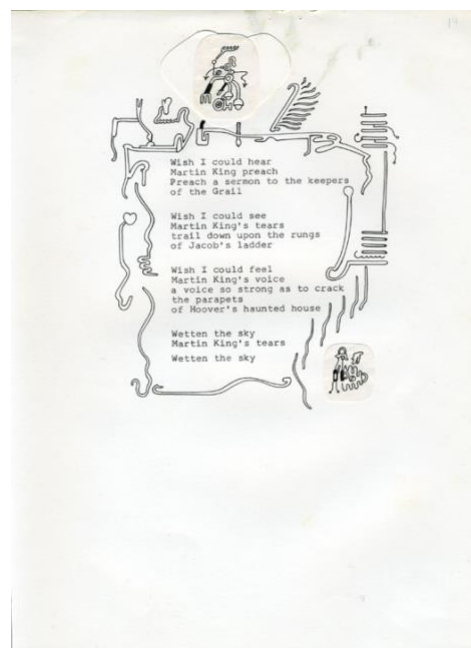 Wish I could hear
Martin King preach
Preach a sermon to the keepers
of the Grail
Wish I could see
Martin King's tears
trail down upon the rungs
of Jacob's ladder
Wish I could feel
Martin King's voice
a voice so strong as to crack
the parapets
of Hoover's haunted house
Wetten the sky
Martin King's tears
Wetten the sky